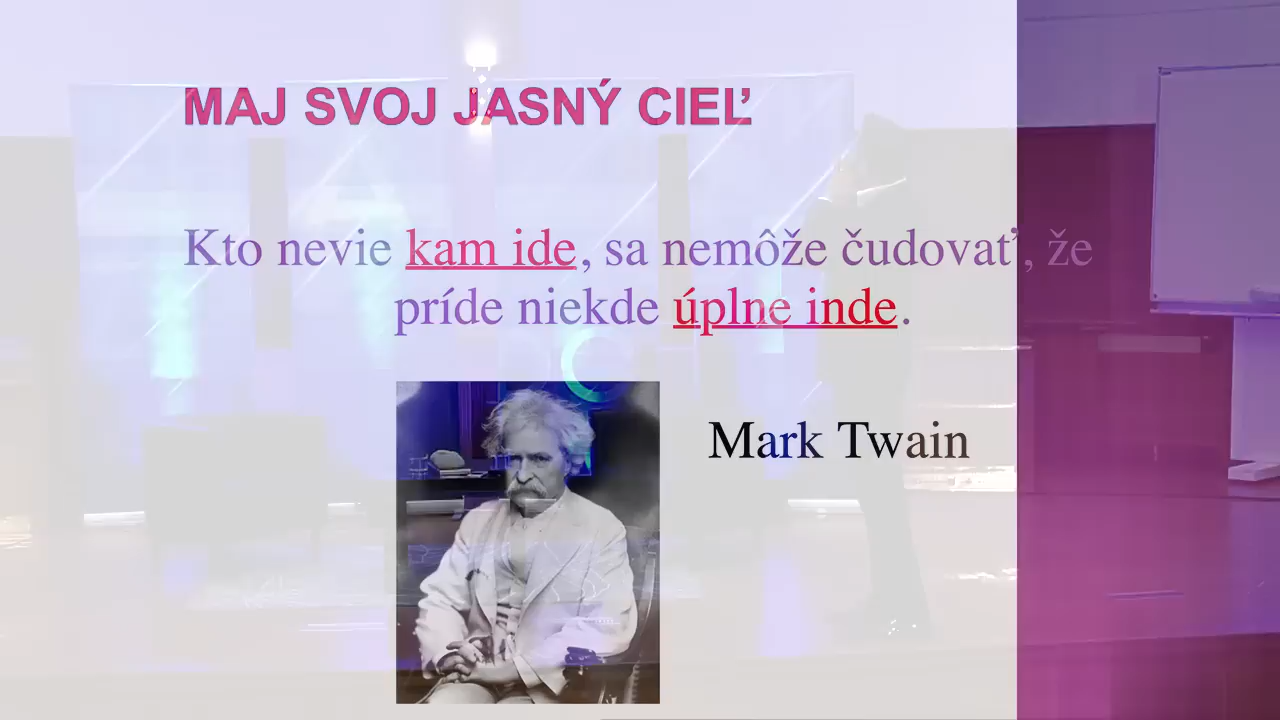 MAJ SVOJ JASNÝ CIEĽ
Kto nevie kam ide, sa nemôže čudovať, že
príde niekde úplne inde.
Mark Twain